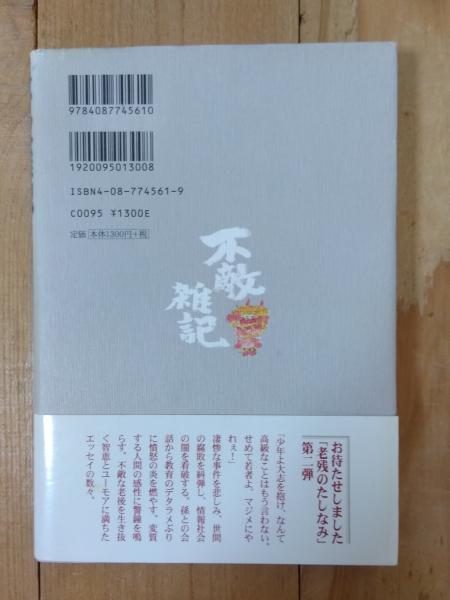 9784087745610
1920095013008
ISBN4-08-774561-9
C0095 ¥1300E
定価 本体1300円+税
不敵
雑記
お待たせしました
「老残のたしなみ」
第二弾
「少年よ大志を抱け、なんて
高級なことはもう言わない。
せめて若者よ、マジメにや
れぇ！」
凄惨な事件を悲しみ、世間
の腐敗を糾弾し、情報社会
の闇を看破する。孫との会
話から教育のデタラメぶり
に憤怒の炎を燃やす。変質
する人間の感性に警鐘を鳴
らす。不敵な老後を生き抜
く智恵とユーモアに満ちた
エッセイの数々。